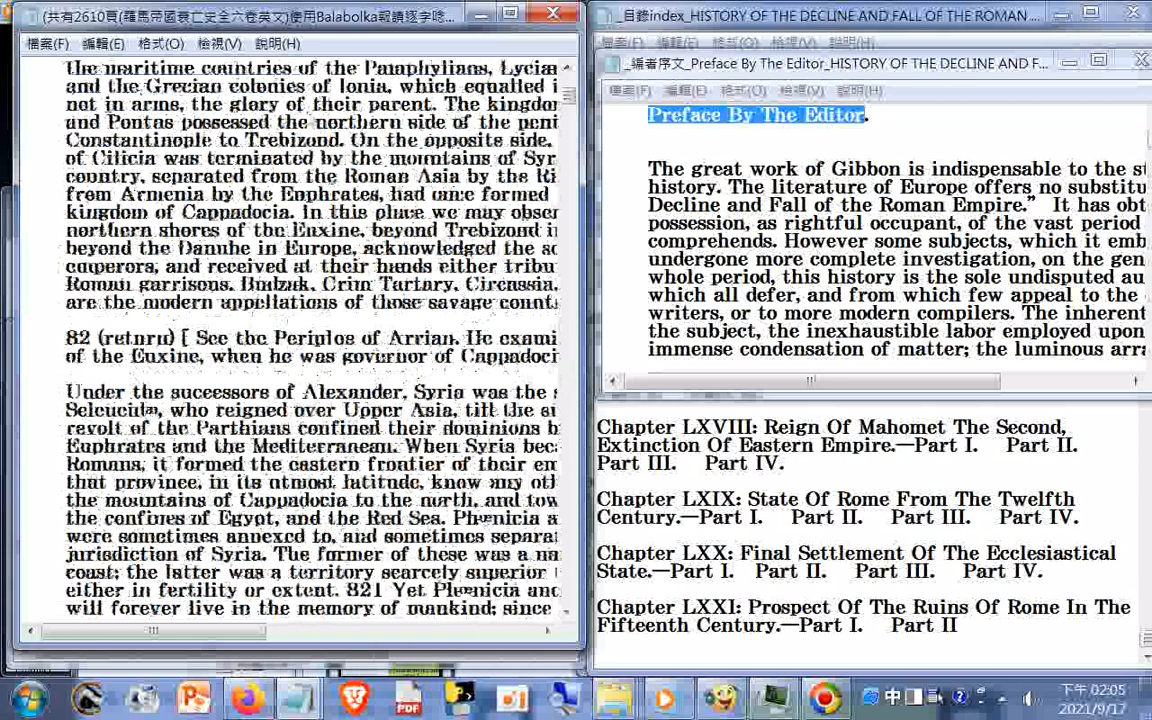 (共有2610頁(羅馬帝國衰亡史全六卷英文)使用Balabolka報讀逐字唸...
檔案(F) 編輯(E) 格式(O) 檢視(V) 說明(H)
the maritime countries of the Pamphylians, Lycian
and the Grecian colonies of Ionia, which equalled i
not in arms, the glory of their parent. The kingdo
and Pontus possessed the northern side of the peni
Constantinople to Trebizond. On the opposite side,
of Cilicia was terminated by the mountains of Syr
country, separated from the Roman Asia by the Ri
from Armenia by the Euphrates, had once formed
kingdom of Cappadocia. In this place we may obser
northern shores of the Euxine, beyond Trebizond i
beyond the Danube in Europe, acknowledged the so
emperors, and received at their hands either tribu
Roman garrisons. Budzak, Crim Tartary, Circassia,
are the modern appellations of those savage count
82 (return) [ See the Periplus of Arrian. He exami
of the Euxine, when he was governor of Cappadoci
Under the successors of Alexander, Syria was the s
Seleucidæ, who reigned over Upper Asia, till the s
revolt of the Parthians confined their dominions b
Euphrates and the Mediterranean. When Syria bec
Romans, it formed the eastern frontier of their em
that province, in its utmost latitude, know any oth
the mountains of Cappadocia to the north, and tow
the confines of Egypt, and the Red Sea. Phœnicia a
were sometimes annexed to, and sometimes separa
jurisdiction of Syria. The former of these was a na
coast; the latter was a territory scarcely superior
either in fertility or extent. 821 Yet Phœnicia and
will forever live in the memory of mankind; since
_目錄index_HISTORY OF THE DECLINE AND FALL OF THE ROMAN ...
檔案(F) 編輯(E) 格式(O) 檢視(V) 說明(H)
_編者序文_Preface By The Editor_HISTORY OF THE DECLINE AND F...
檔案(F) 編輯(E) 格式(O) 檢視(V) 說明(H)
Preface By The Editor.
The great work of Gibbon is indispensable to the st
history. The literature of Europe offers no substitu
Decline and Fall of the Roman Empire.” It has obt
possession, as rightful occupant, of the vast period
comprehends. However some subjects, which it emb
undergone more complete investigation, on the gen
whole period, this history is the sole undisputed au
which all defer, and from which few appeal to the
writers, or to more modern compilers. The inherent
the subject, the inexhaustible labor employed upon
immense condensation of matter; the luminous arra
Chapter LXVIII: Reign Of Mahomet The Second,
Extinction Of Eastern Empire.—Part I. Part II.
Part III. Part IV.
Chapter LXIX: State Of Rome From The Twelfth
Century.—Part I. Part II. Part III. Part IV.
Chapter LXX: Final Settlement Of The Ecclesiastical
State.—Part I. Part II. Part III. Part IV.
Chapter LXXI: Prospect Of The Ruins Of Rome In The
Fifteenth Century.—Part I. Part II
PDF
中
下午 02:05
2021/9/17